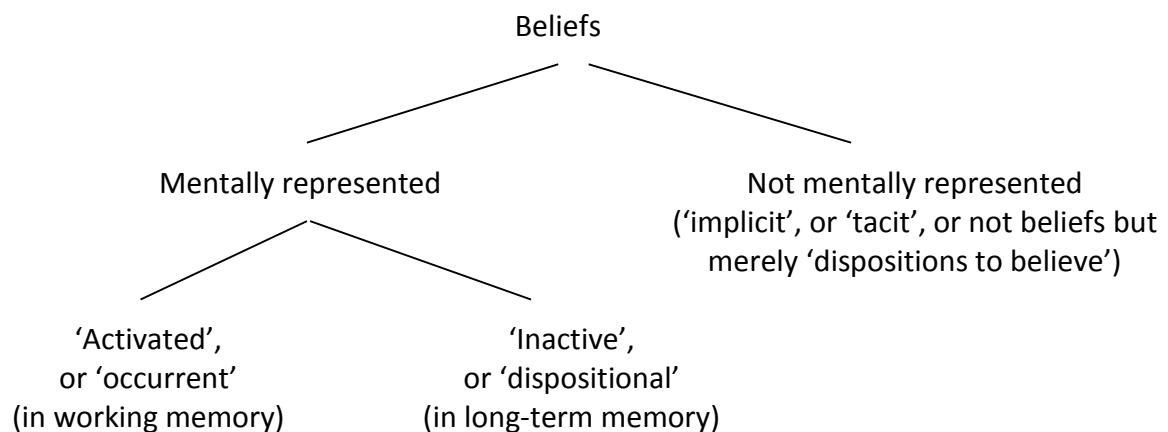 Beliefs
Mentally represented
Not mentally represented
(‘implicit’, or ‘tacit’, or not beliefs but
merely ‘dispositions to believe’)
‘Activated’,
or ‘occurrent’
(in working memory)
‘Inactive’,
or ‘dispositional’
(in long-term memory)